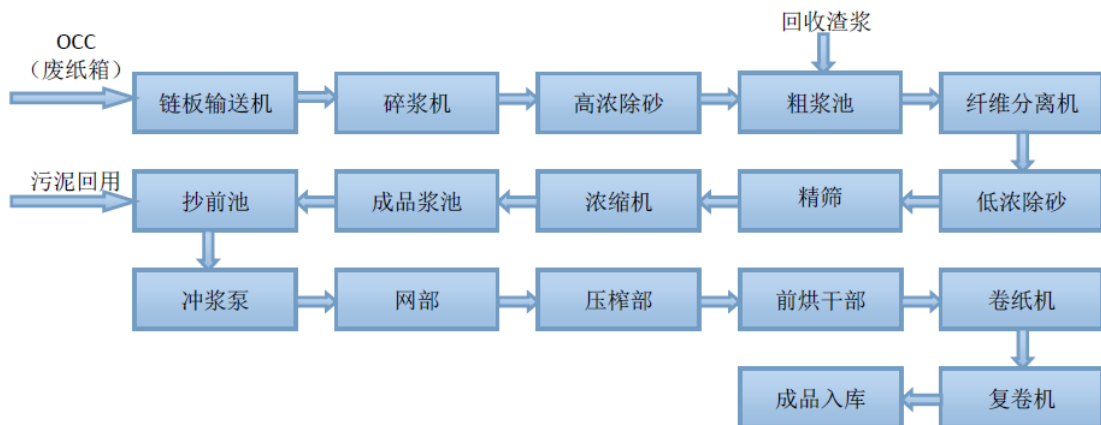 回收渣浆
OCC
（废纸箱）
链板输送机
碎浆机
高浓除砂
粗浆池
纤维分离机
污泥回用
抄前池
成品浆池
浓缩机
精筛
低浓除砂
冲浆泵
网部
压榨部
前烘干部
卷纸机
成品入库
复卷机